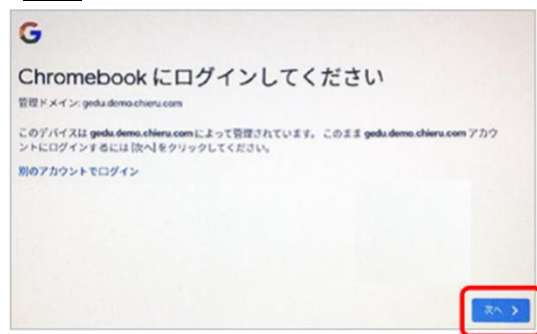 G
Chromebook にログインしてください
管理ドメイン: gedu.demo.chieru.com
このデバイスは gedu.demo.chieru.com によって管理されています。 このまま gedu.demo.chieru.com アカウ
ントにログインするには [次へ] をクリックしてください。
別のアカウントでログイン
次へ